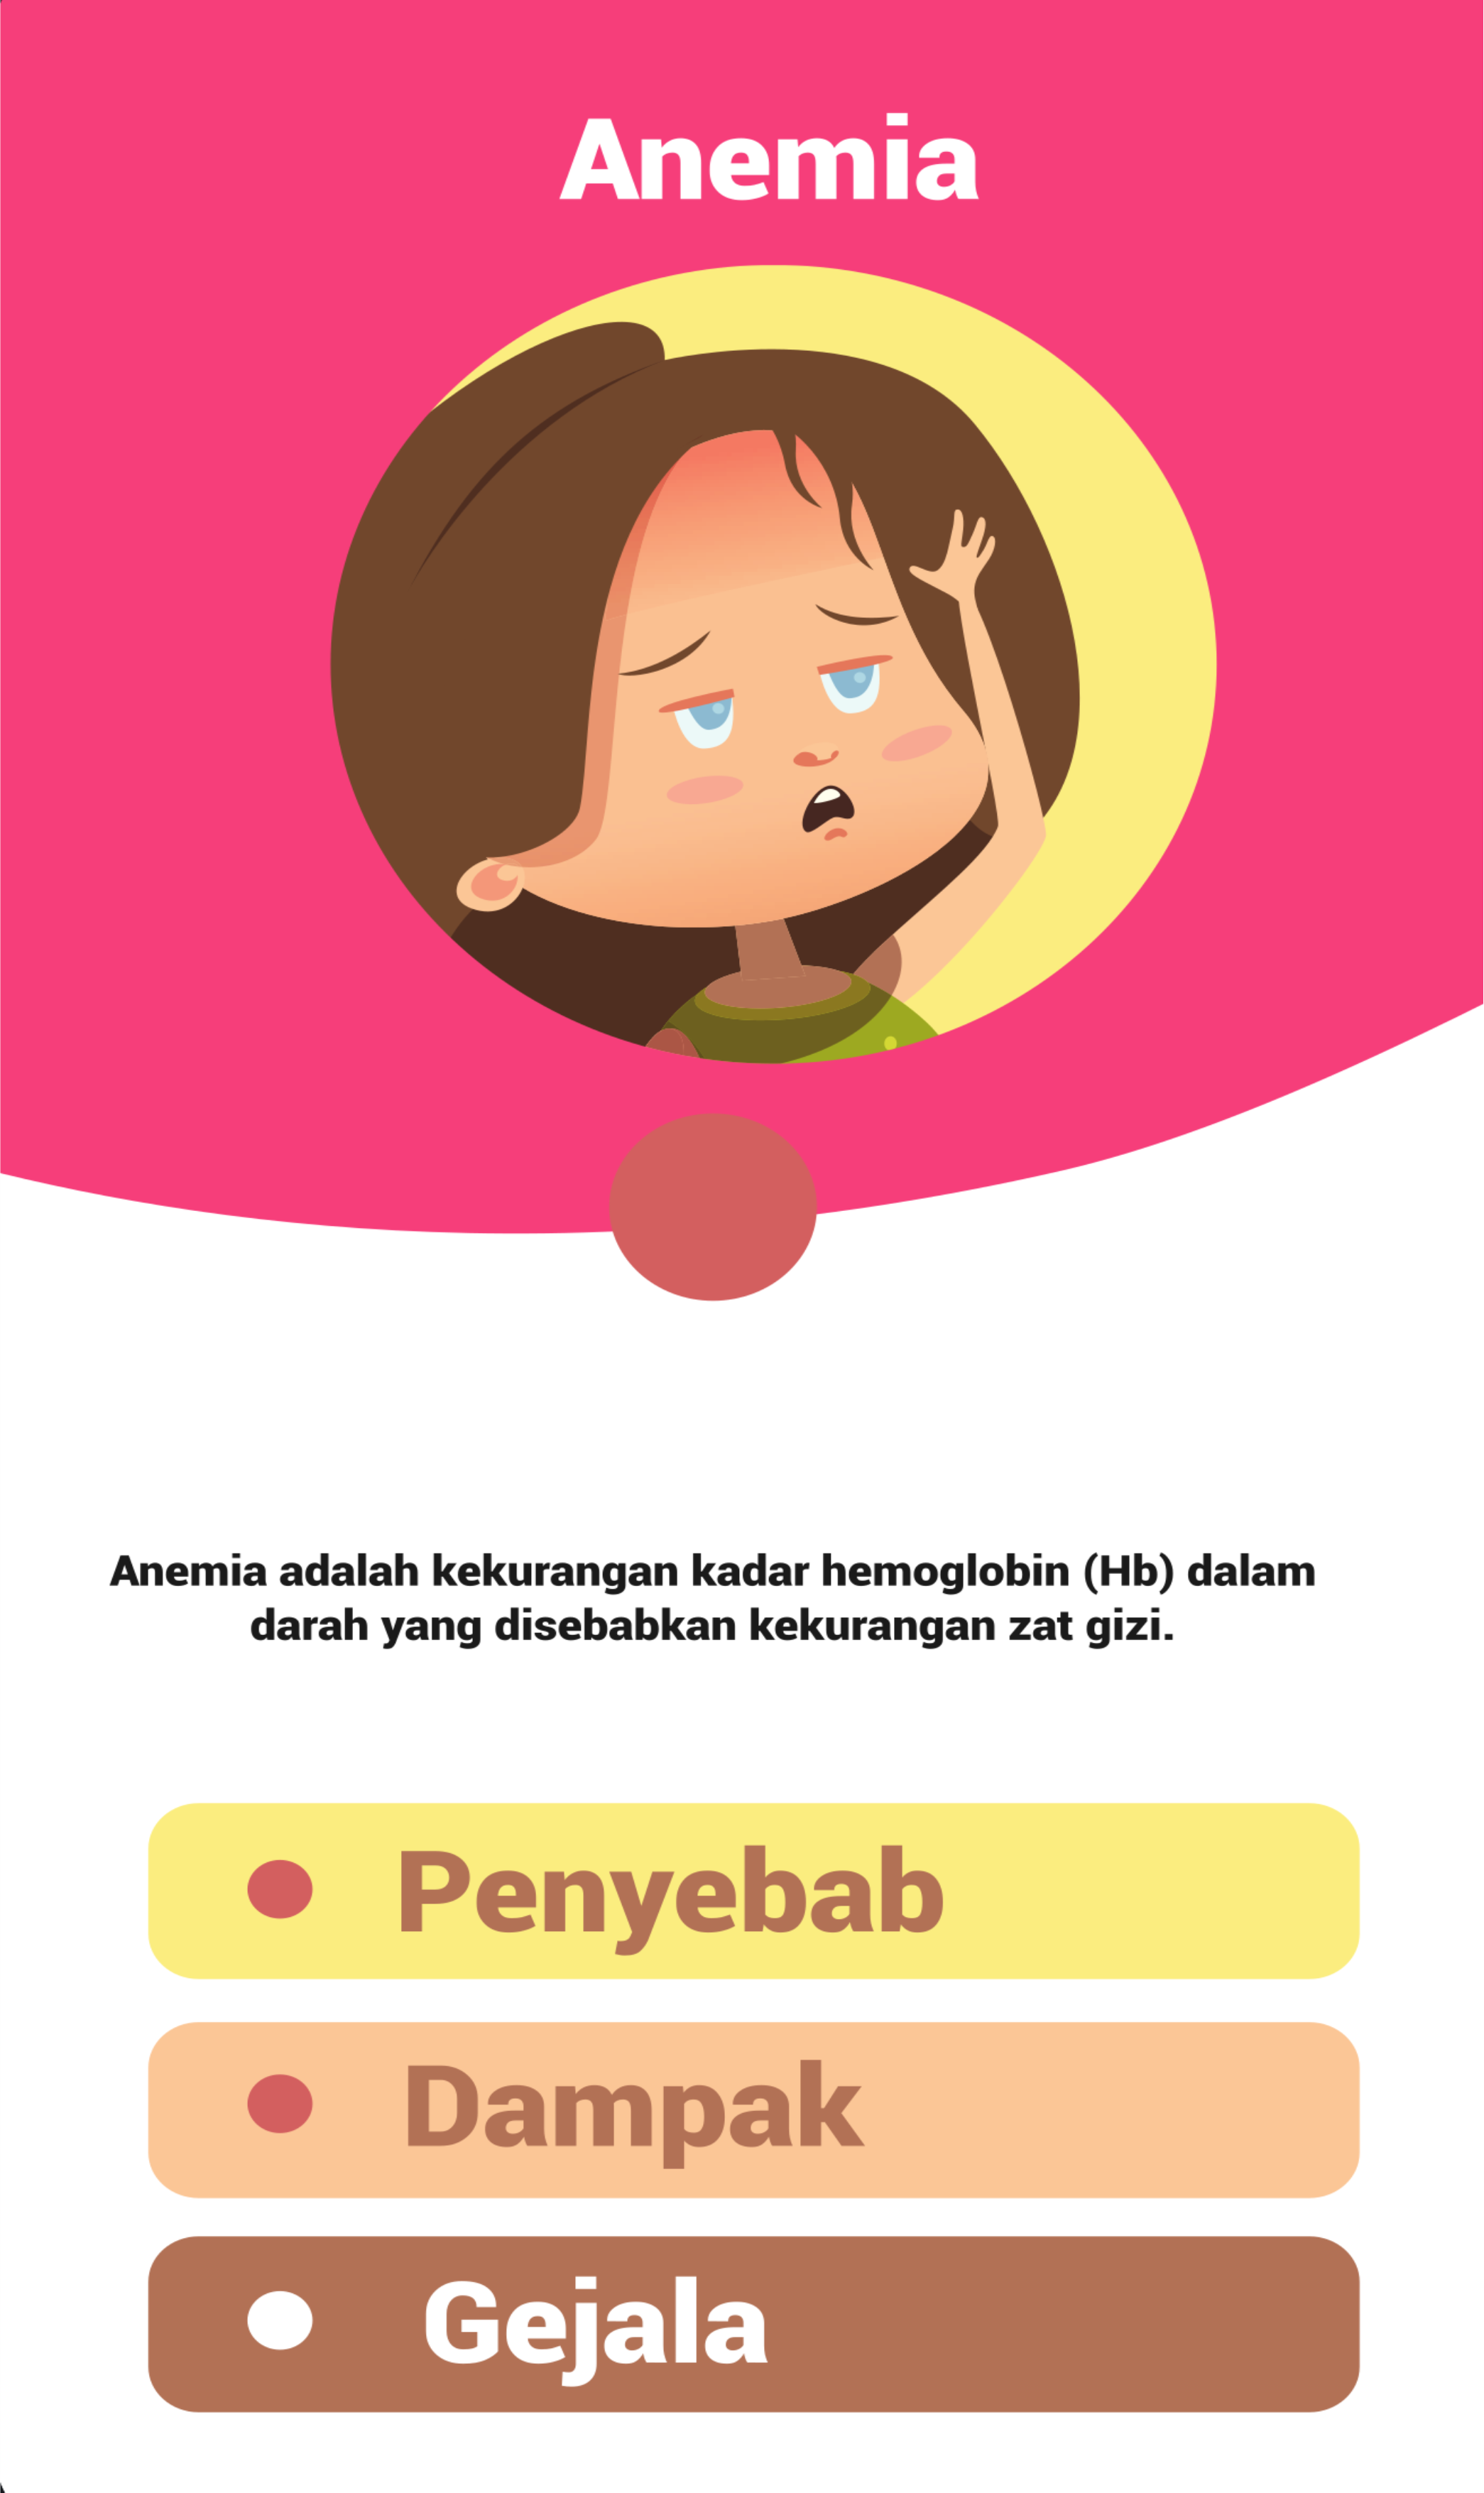 Anemia
Anemia adalah kekurangan kadar hemoglobin (Hb) dalam
darah yang disebabkan kekurangan zat gizi.
Penyebab
Dampak
Gejala